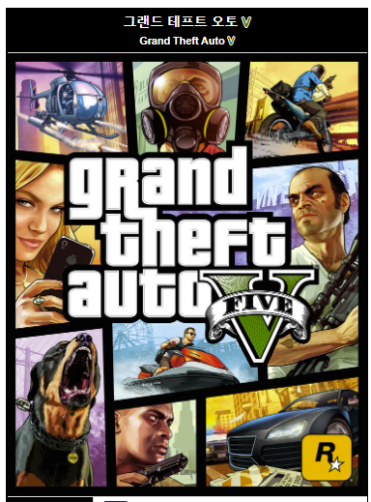 그랜드 테프트 오토 V
Grand Theft Auto V
grand
theft
auto
V
FIVE
R